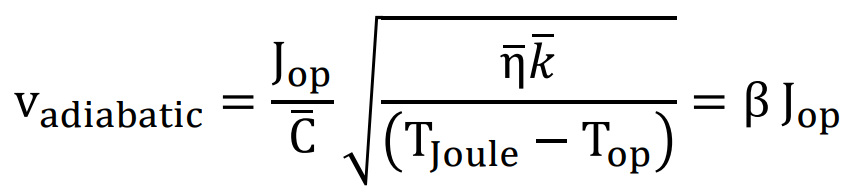 v_adiabatic = J_op / C̅ √( η̅ k̅ / (T_Joule − T_op) ) = β J_op